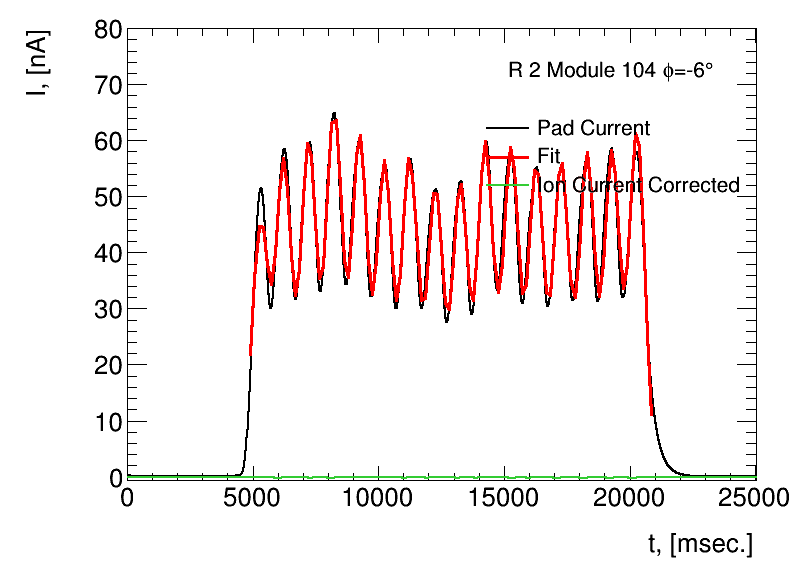 I, [nA]
80
70
60
50
40
30
20
10
0
R 2 Module 104 ϕ=-6°
Pad Current
Fit
Ion Current Corrected
0 5000 10000 15000 20000 25000
t, [msec.]